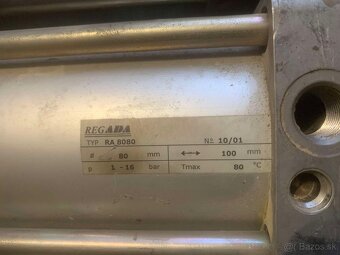 REGADA
TYP RA 8080 № 10/01
ø 80 mm ⟷ 100 mm
p 1 - 16 bar Tmax 80 °C
© bazos.sk